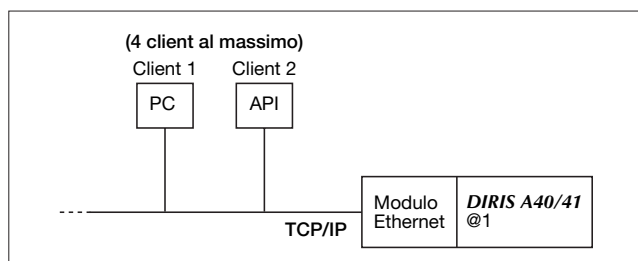 (4 client al massimo)
Client 1 Client 2
PC API
Modulo Ethernet
DIRIS A40/41
@1
TCP/IP